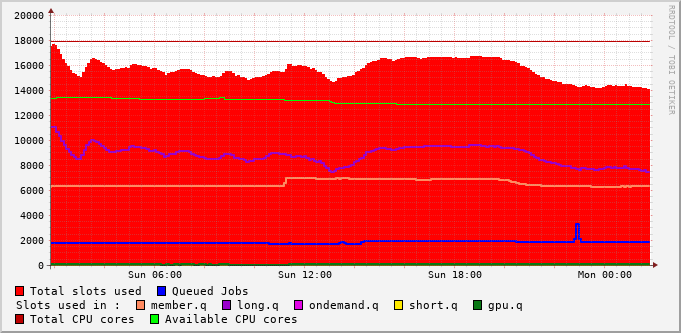 20000
18000
16000
14000
12000
10000
8000
6000
4000
2000
0
Sun 06:00 Sun 12:00 Sun 18:00 Mon 00:00
RRDTOOL / TOBI OETIKER
Total slots used Queued Jobs
Slots used in : member.q long.q ondemand.q short.q gpu.q
Total CPU cores Available CPU cores